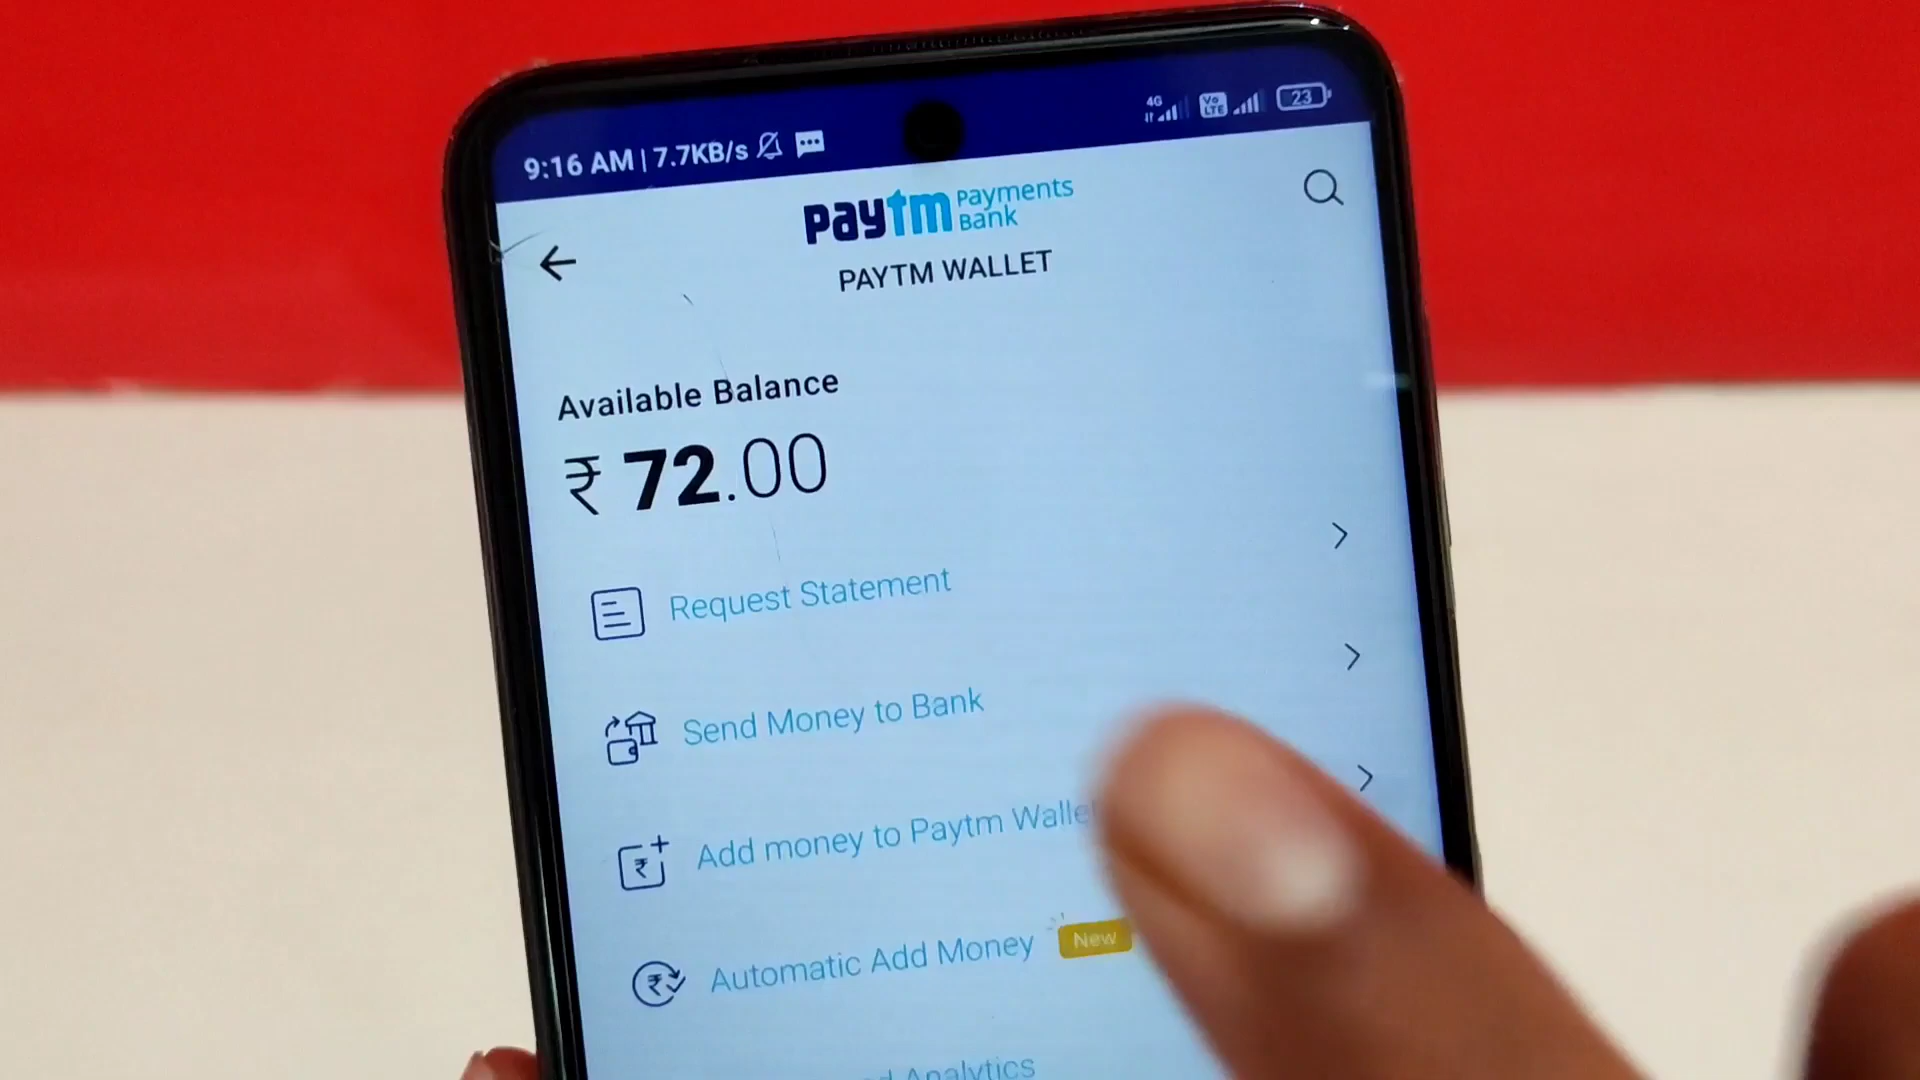 9:16 AM | 7.7KB/s
4G Vo LTE 23
paytm Payments Bank
PAYTM WALLET
Available Balance
₹ 72.00
Request Statement
Send Money to Bank
Add money to Paytm Wallet
Automatic Add Money New
Analytics